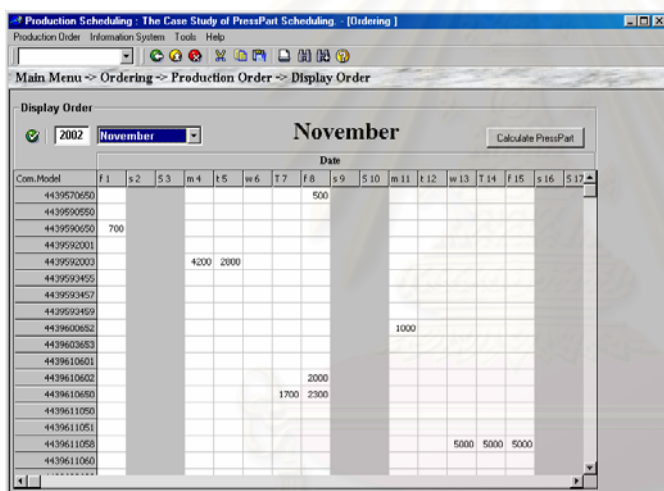 Production Scheduling : The Case Study of PressPart Scheduling. - [Ordering ]
Production Order Information System Tools Help
Main Menu -> Ordering -> Production Order -> Display Order
Display Order
2002 November November Calculate PressPart
Date
Com.Model f 1 s 2 S 3 m 4 t 5 w 6 T 7 f 8 s 9 S 10 m 11 t 12 w 13 T 14 f 15 s 16 S 17
4439570650 500
4439590550
4439590650 700
4439592001
4439592003 4200 2800
4439593455
4439593457
4439593459
4439600652 1000
4439603653
4439610601
4439610602 2000
4439610650 1700 2300
4439611050
4439611051
4439611058 5000 5000 5000
4439611060